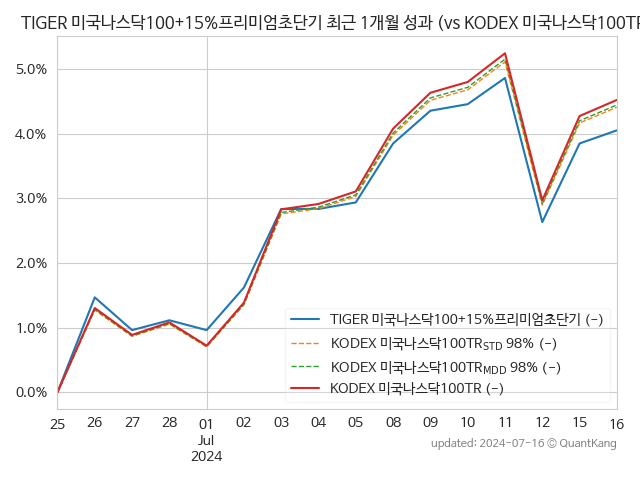 TIGER 미국나스닥100+15%프리미엄초단기 최근 1개월 성과 (vs KODEX 미국나스닥100TR
5.0%
4.0%
3.0%
2.0%
1.0%
0.0%
TIGER 미국나스닥100+15%프리미엄초단기 (-)
KODEX 미국나스닥100TR_STD 98% (-)
KODEX 미국나스닥100TR_MDD 98% (-)
KODEX 미국나스닥100TR (-)
25 26 27 28 01 02 03 04 05 08 09 10 11 12 15 16
Jul
2024
updated: 2024-07-16 © QuantKang